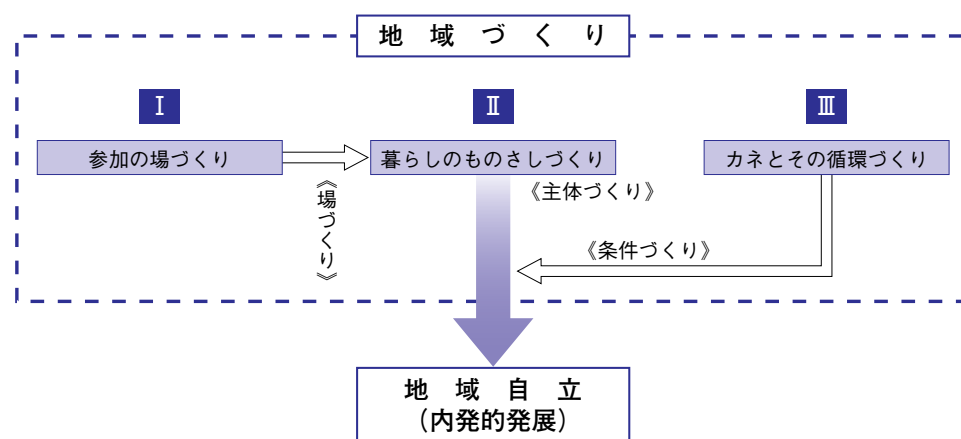 地域づくり
Ⅰ
Ⅱ
Ⅲ
参加の場づくり
暮らしのものさしづくり
カネとその循環づくり
《場づくり》
《主体づくり》
《条件づくり》
地域自立
（内発的発展）